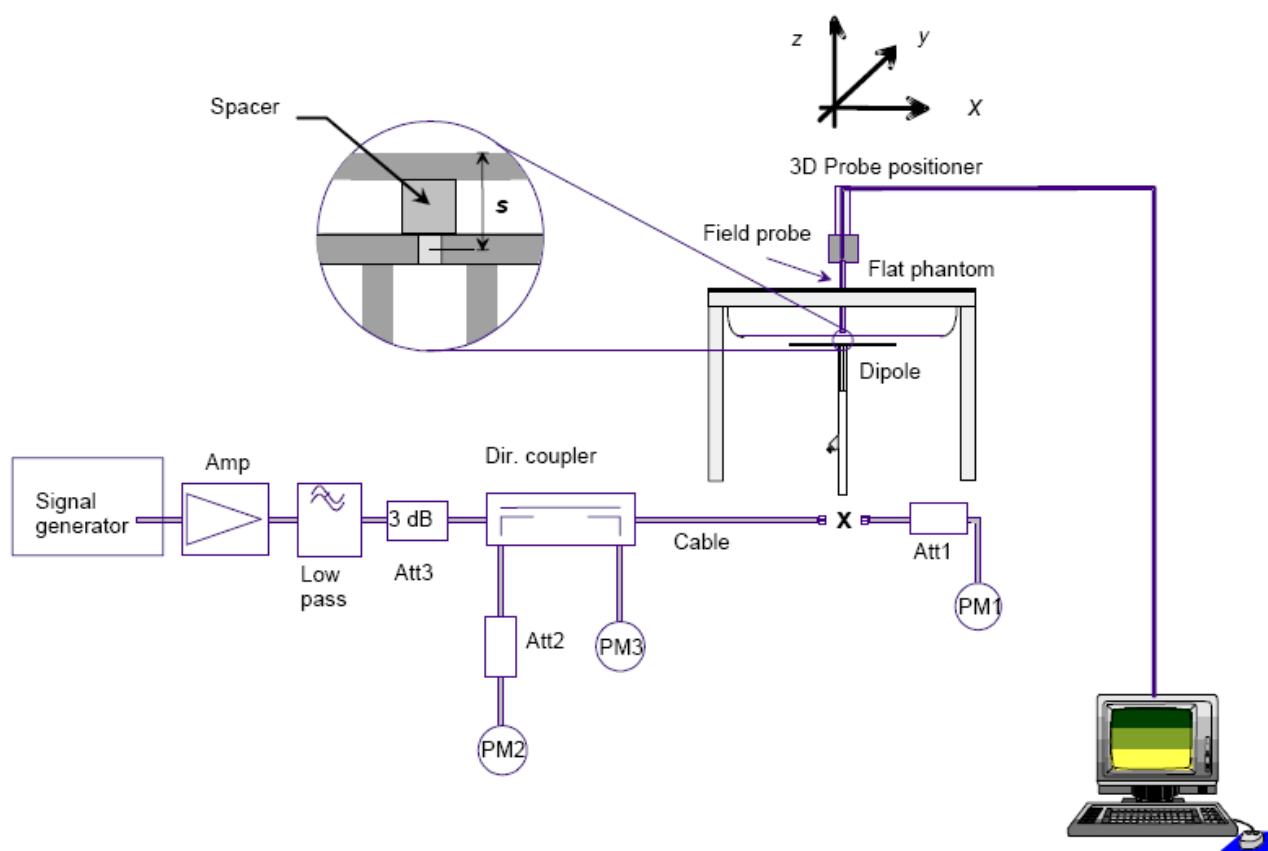 z
y
X
Spacer
s
3D Probe positioner
Field probe
Flat phantom
Dipole
Signal
generator
Amp
Low
pass
3 dB
Att3
Dir. coupler
Cable
X
Att1
PM1
Att2
PM3
PM2